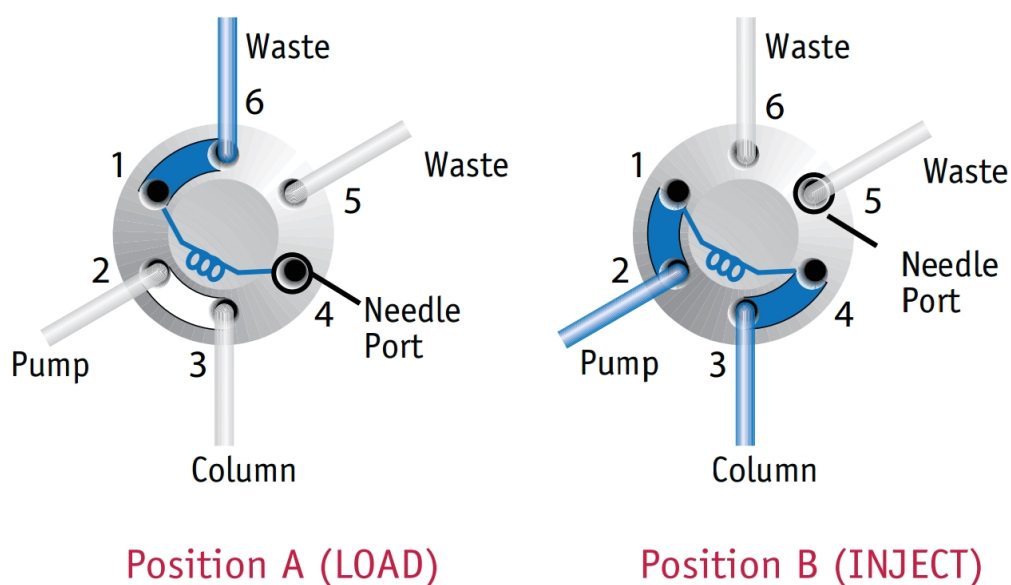 Waste
6
1
Waste
5
2
4
Needle
Port
Pump
3
Column
Position A (LOAD)
Waste
6
1
Waste
5
Needle
Port
2
4
Pump
3
Column
Position B (INJECT)